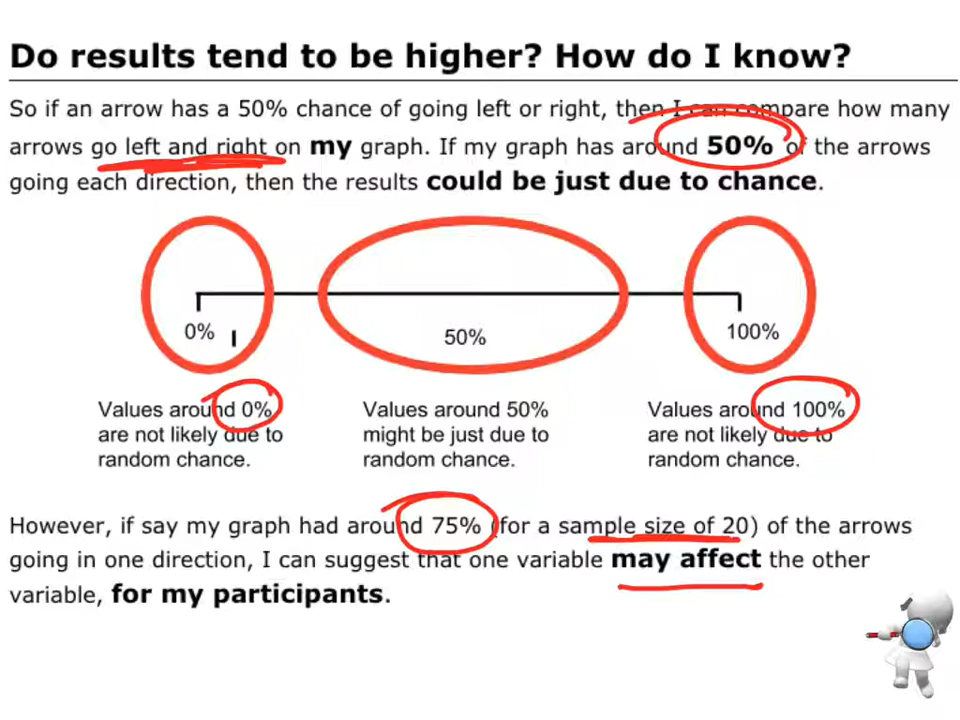 Do results tend to be higher? How do I know?
So if an arrow has a 50% chance of going left or right, then I can compare how many
arrows go left and right on my graph. If my graph has around 50% of the arrows
going each direction, then the results could be just due to chance.
0%
50%
100%
Values around 0%
are not likely due to
random chance.
Values around 50%
might be just due to
random chance.
Values around 100%
are not likely due to
random chance.
However, if say my graph had around 75% (for a sample size of 20) of the arrows
going in one direction, I can suggest that one variable may affect the other
variable, for my participants.